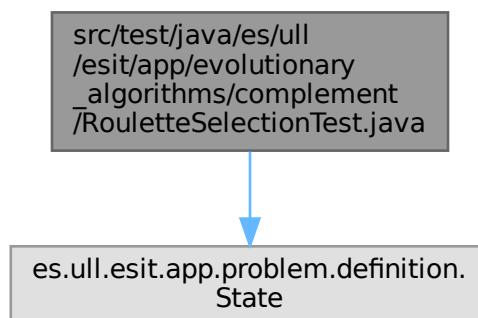 src/test/java/es/ull
/esit/app/evolutionary
_algorithms/complement
/RouletteSelectionTest.java
es.ull.esit.app.problem.definition.
State